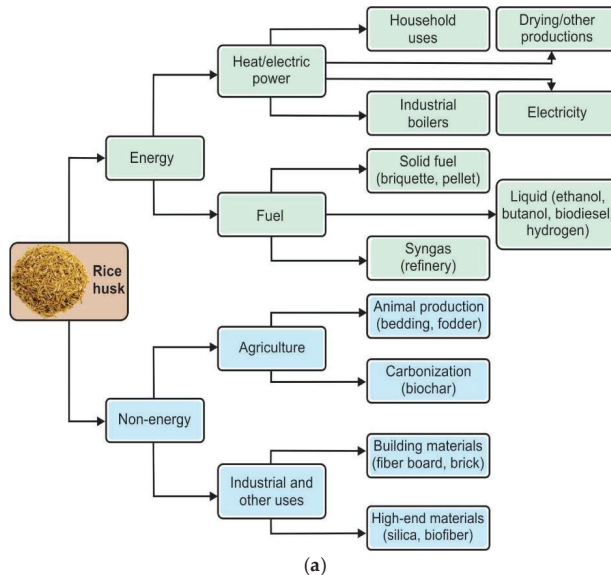 Household
uses
Drying/other
productions
Heat/electric
power
Industrial
boilers
Electricity
Energy
Solid fuel
(briquette, pellet)
Fuel
Liquid (ethanol,
butanol, biodiesel,
hydrogen)
Syngas
(refinery)
Rice
husk
Animal production
(bedding, fodder)
Agriculture
Carbonization
(biochar)
Non-energy
Building materials
(fiber board, brick)
Industrial and
other uses
High-end materials
(silica, biofiber)
(a)